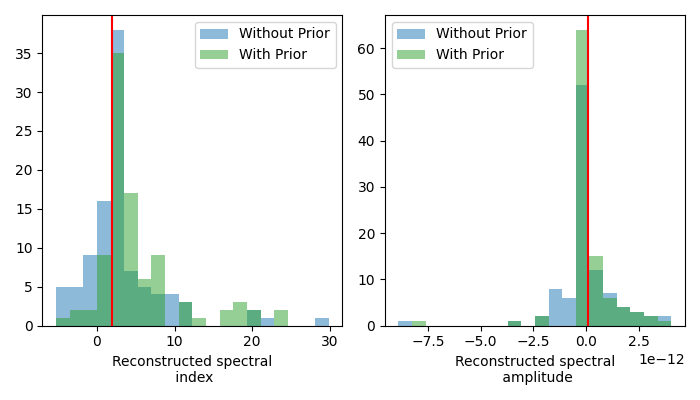 Without Prior
With Prior
35
30
25
20
15
10
5
0
0
10
20
30
Reconstructed spectral
index
Without Prior
With Prior
60
50
40
30
20
10
0
−7.5
−5.0
−2.5
0.0
2.5
1e−12
Reconstructed spectral
amplitude